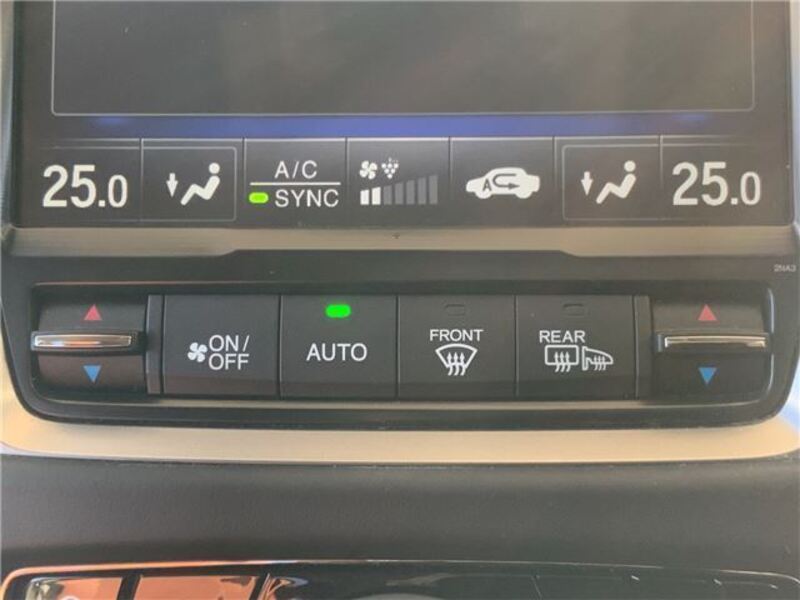 25.0
A/C
SYNC
A
25.0
2NA3
ON/
OFF
AUTO
FRONT
REAR